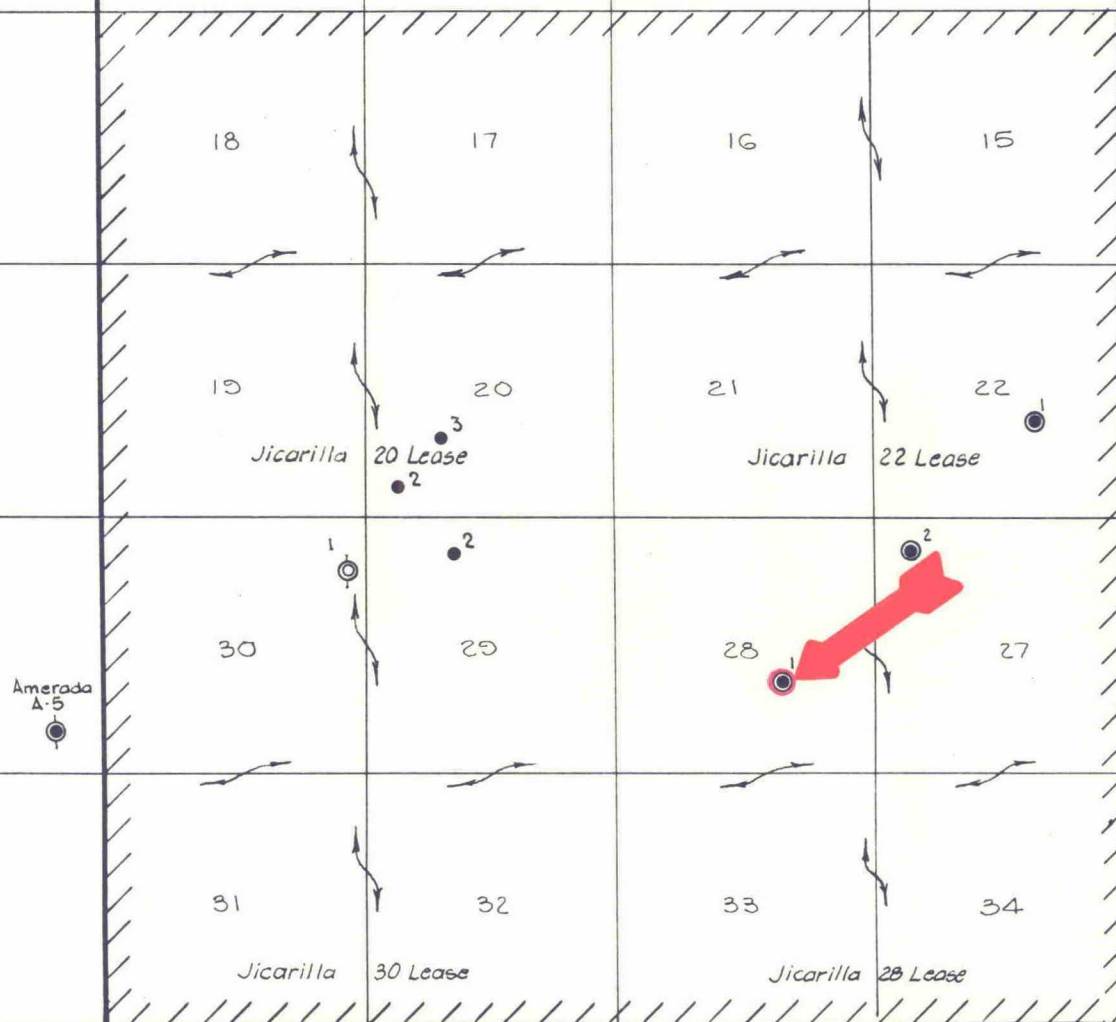 18 17 16 15
19 20 21 22
1
3
Jicarilla 20 Lease Jicarilla 22 Lease
2
1 2 2
30 29 28 27
1
Amerada
A-5
31 32 33 34
Jicarilla 30 Lease Jicarilla 28 Lease